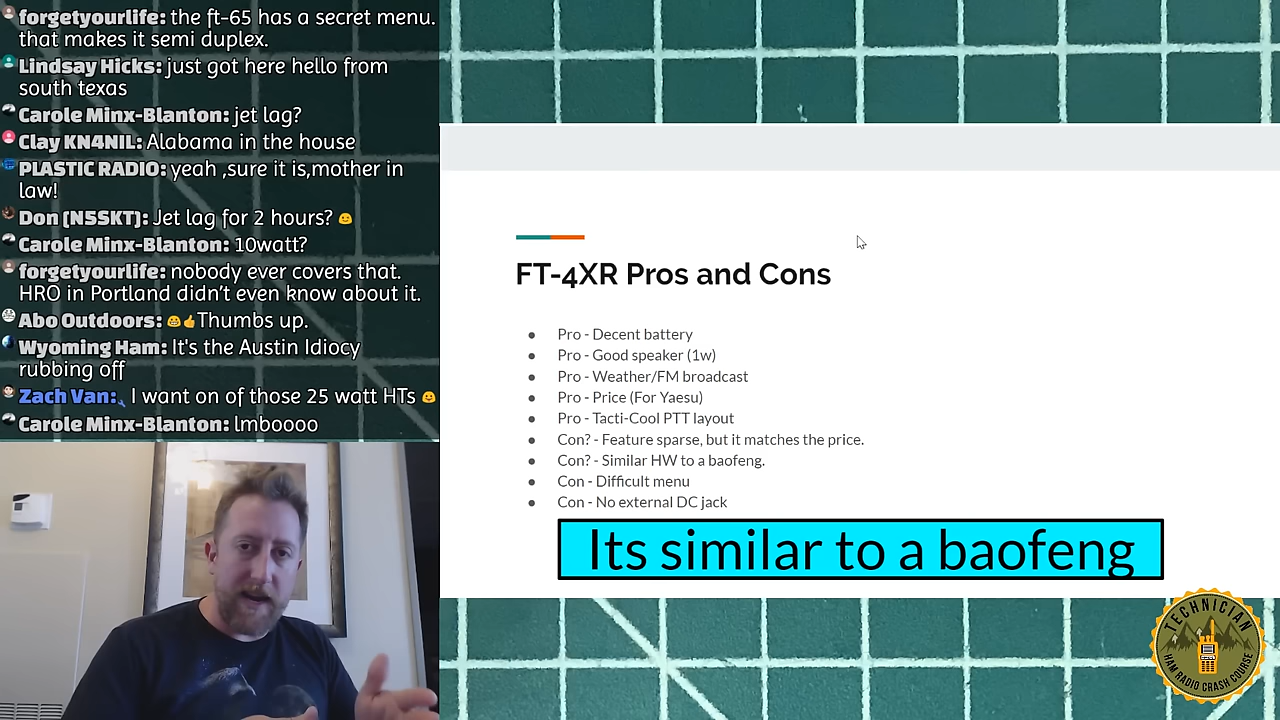 forgetyourlife: the ft-65 has a secret menu.
that makes it semi duplex.
Lindsay Hicks: just got here hello from
south texas
Carole Minx-Blanton: jet lag?
Clay KN4NIL: Alabama in the house
PLASTIC RADIO: yeah ,sure it is,mother in
law!
Don (N5SKT): Jet lag for 2 hours?
Carole Minx-Blanton: 10watt?
forgetyourlife: nobody ever covers that.
HRO in Portland didn't even know about it.
Abo Outdoors: Thumbs up.
Wyoming Ham: It's the Austin Idiocy
rubbing off
Zach Van: I want on of those 25 watt HTs
Carole Minx-Blanton: lmboooo
FT-4XR Pros and Cons
● Pro - Decent battery
● Pro - Good speaker (1w)
● Pro - Weather/FM broadcast
● Pro - Price (For Yaesu)
● Pro - Tacti-Cool PTT layout
● Con? - Feature sparse, but it matches the price.
● Con? - Similar HW to a baofeng.
● Con - Difficult menu
● Con - No external DC jack
Its similar to a baofeng
TECHNICIAN
HAM RADIO CRASH COURSE